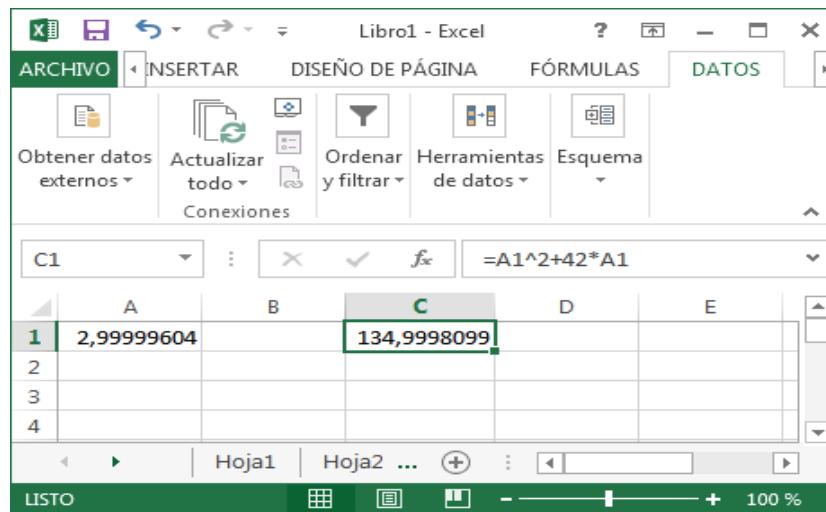 Libro1 - Excel ?
ARCHIVO INSERTAR DISEÑO DE PÁGINA FÓRMULAS DATOS
Obtener datos externos
Actualizar todo
Ordenar y filtrar
Herramientas de datos
Esquema
Conexiones
C1 fx =A1^2+42*A1
A B C D E
1 2,99999604 134,9998099
2
3
4
Hoja1 Hoja2 ...
LISTO 100 %